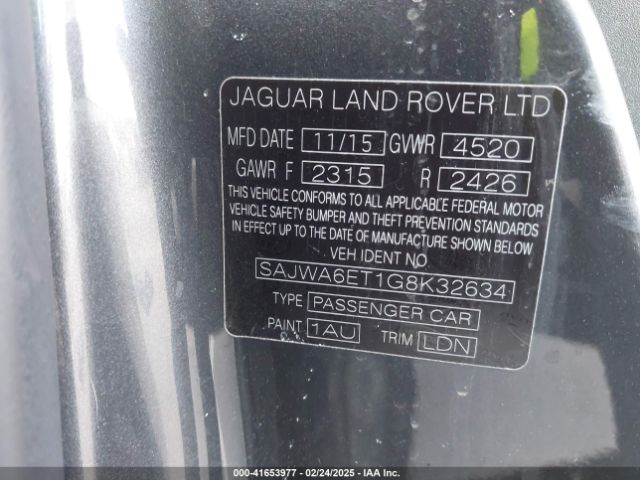 JAGUAR LAND ROVER LTD
MFD DATE 11/15 GVWR 4520
GAWR F 2315 R 2426
THIS VEHICLE CONFORMS TO ALL APPLICABLE FEDERAL MOTOR
VEHICLE SAFETY BUMPER AND THEFT PREVENTION STANDARDS
IN EFFECT UP TO THE DATE OF MANUFACTURE SHOWN BELOW
VEH IDENT NO
SAJWA6ET1G8K32634
TYPE PASSENGER CAR
PAINT 1AU TRIM LDN
000-41653977 - 02/24/2025 - IAA Inc.